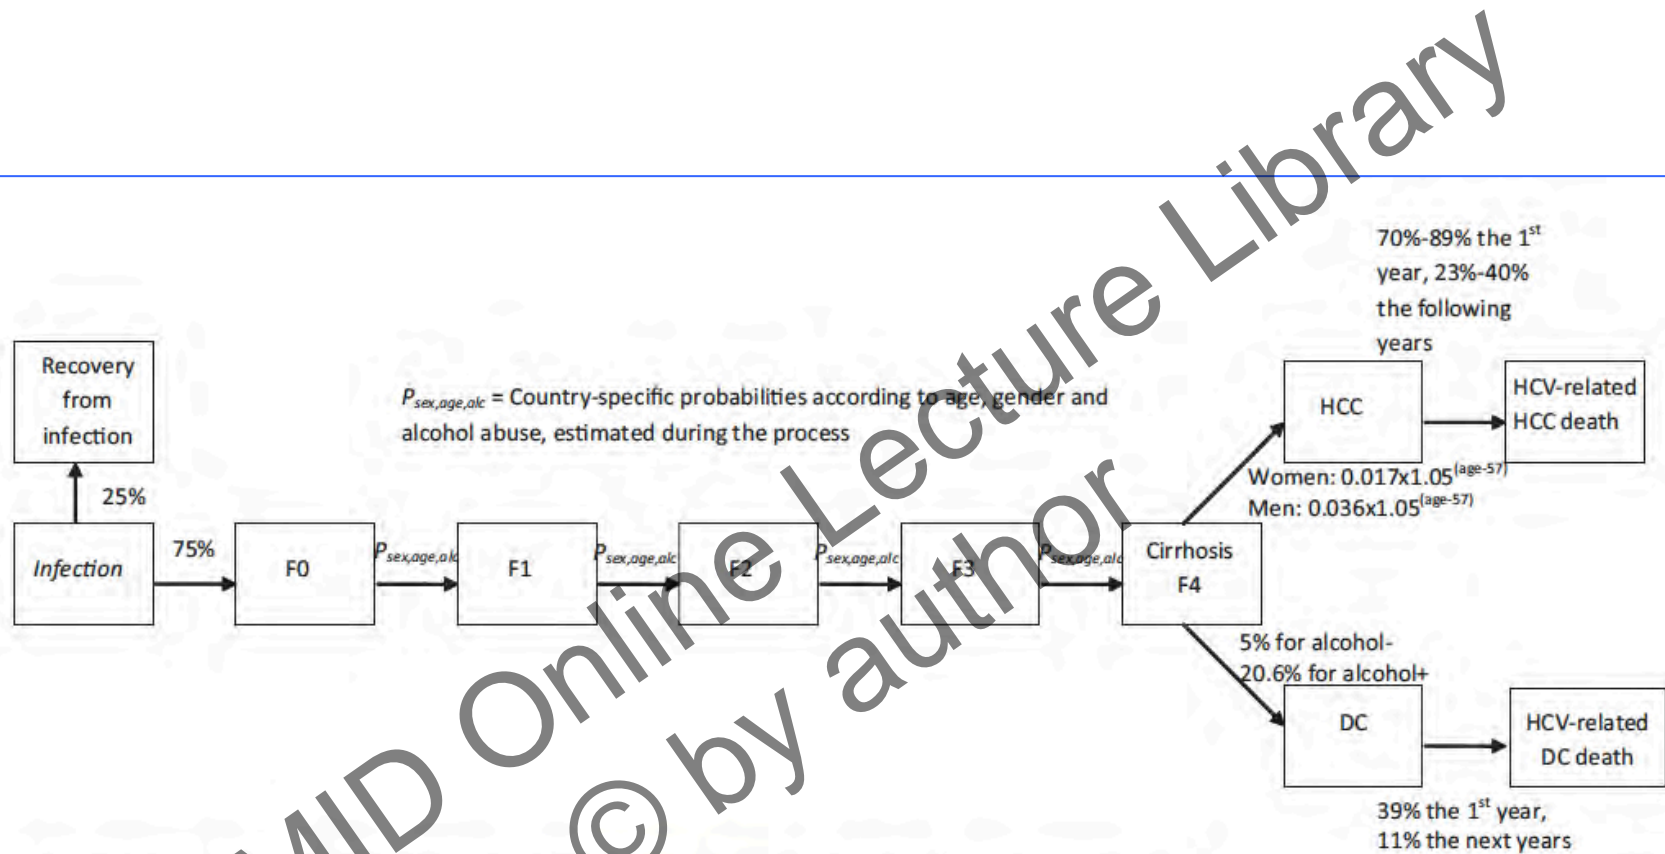 70%-89% the 1st
year, 23%-40%
the following
years
Recovery
from
infection
Psex,age,alc = Country-specific probabilities according to age, gender and
alcohol abuse, estimated during the process
HCC
HCV-related
HCC death
25%
Women: 0.017x1.05(age-57)
Men: 0.036x1.05(age-57)
Infection
75%
F0
Psex,age,alc
F1
Psex,age,alc
F2
Psex,age,alc
F3
Psex,age,alc
Cirrhosis
F4
5% for alcohol-
20.6% for alcohol+
DC
HCV-related
DC death
39% the 1st year,
11% the next years
MID Online Lecture Library
© by author